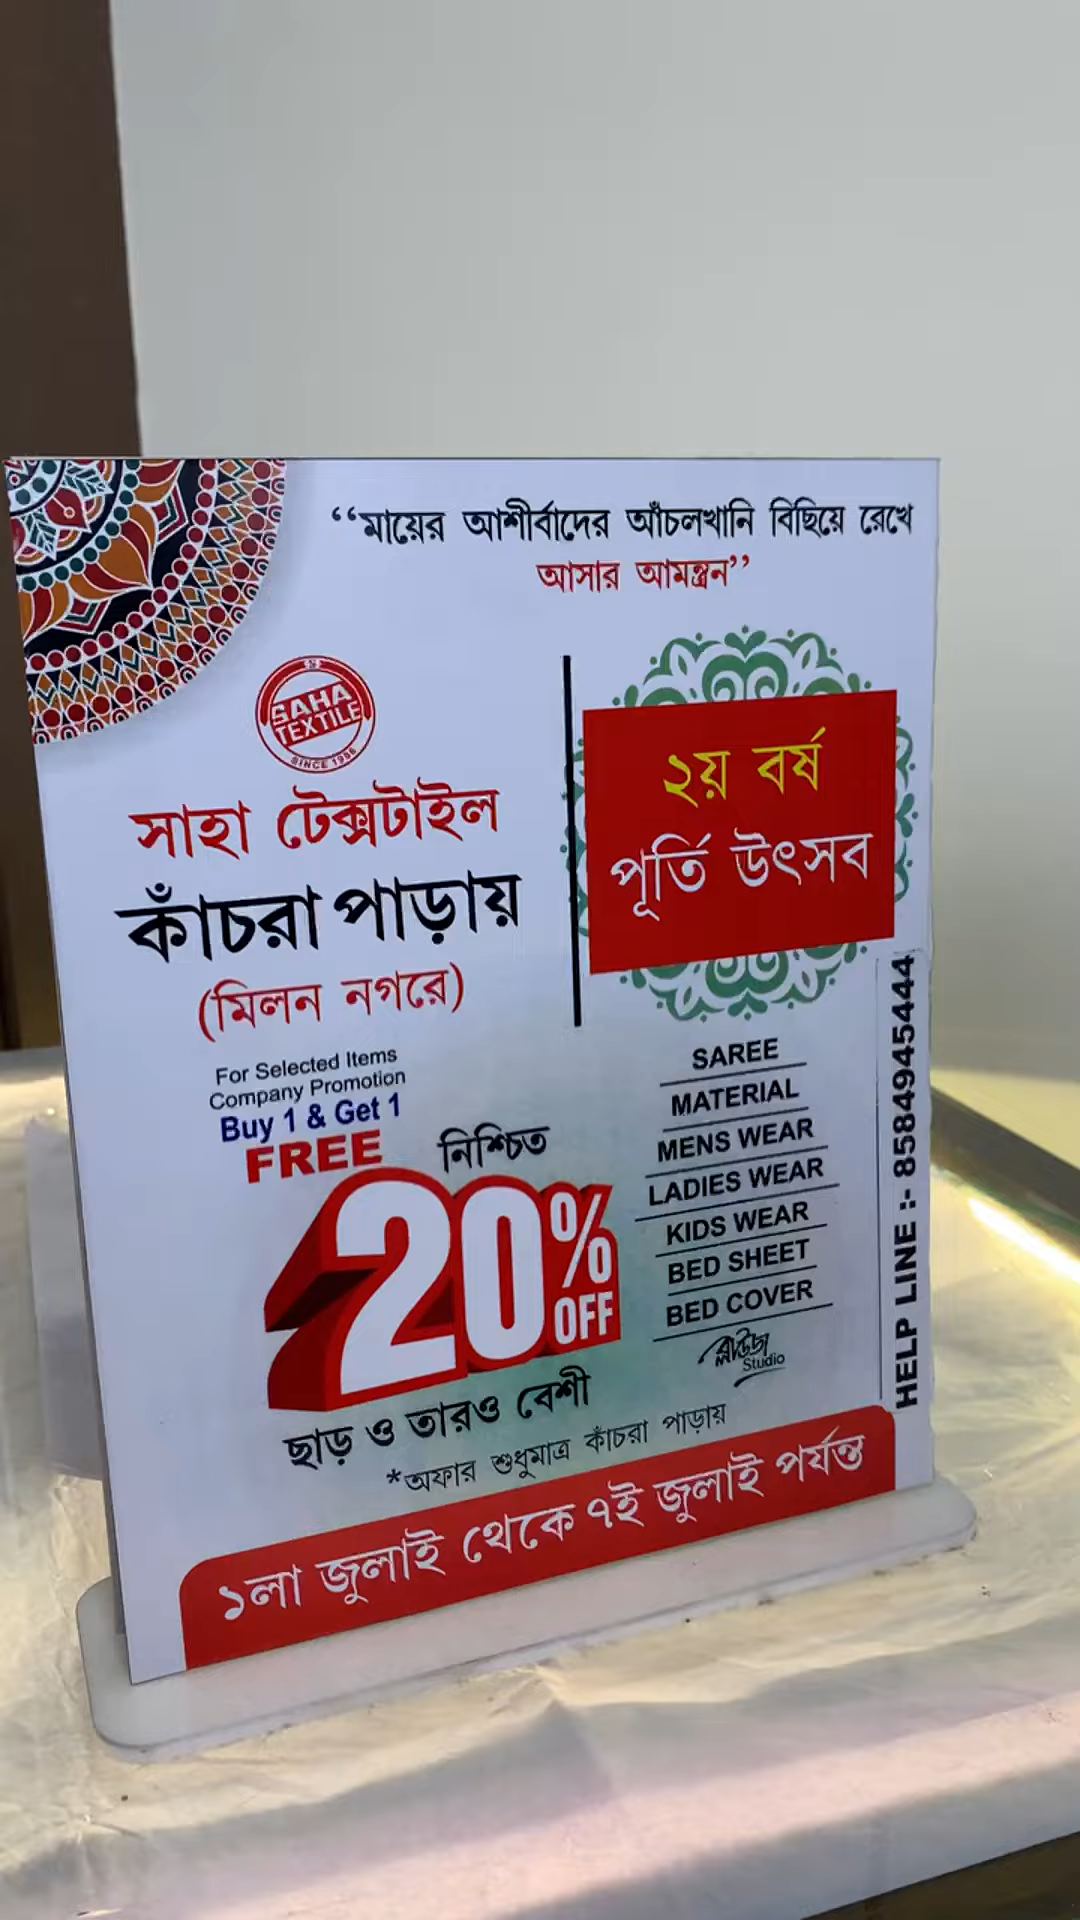 ‘‘মায়ের আশীর্বাদের আঁচলখানি বিছিয়ে রেখে
আসার আমন্ত্রন’’
SAHA
TEXTILE
SINCE 1986
সাহা টেক্সটাইল
কাঁচরা পাড়ায়
(মিলন নগরে)
২য় বর্ষ
পূর্তি উৎসব
For Selected Items
Company Promotion
Buy 1 & Get 1
FREE
নিশ্চিত
20% OFF
ছাড় ও তারও বেশী
*অফার শুধুমাত্র কাঁচরা পাড়ায়
SAREE
MATERIAL
MENS WEAR
LADIES WEAR
KIDS WEAR
BED SHEET
BED COVER
ব্লাউজ
Studio
HELP LINE :- 8584945444
১লা জুলাই থেকে ৭ই জুলাই পর্যন্ত